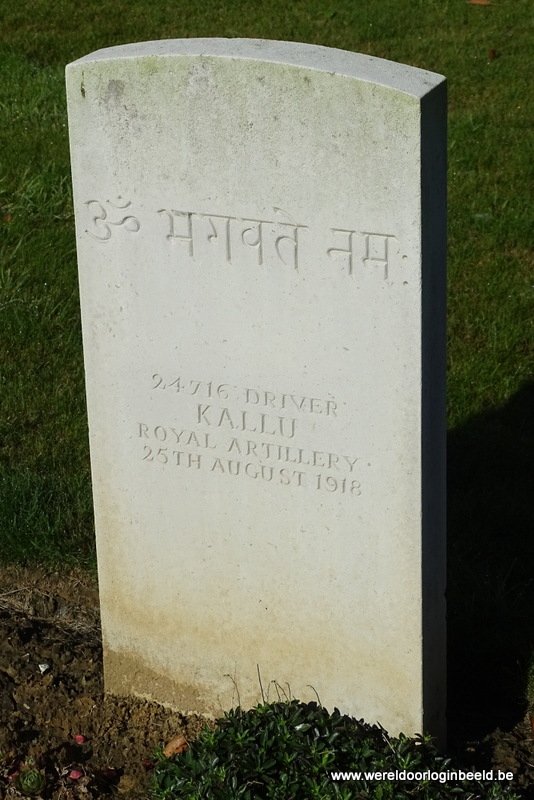 ॐ भगवते नमः
24716 DRIVER
KALLU
ROYAL ARTILLERY
25TH AUGUST 1918
www.wereldoorloginbeeld.be